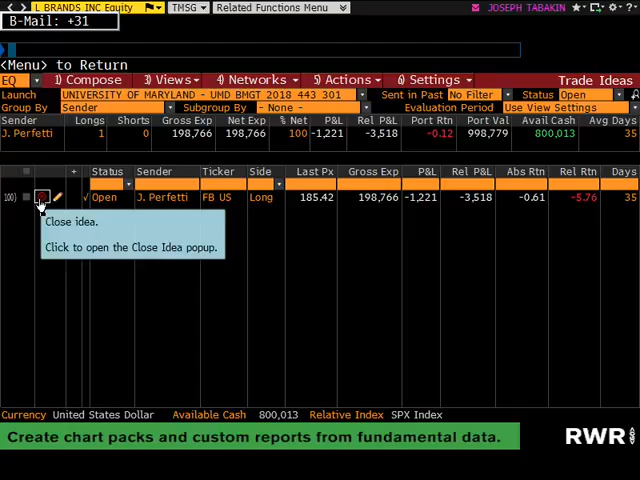 L BRANDS INC Equity TMSG Related Functions Menu JOSEPH TABAKIN
B-Mail: +31
<Menu> to Return
EQ 1) Compose 3) Views 4) Networks 5) Actions 6) Settings Trade Ideas
Launch UNIVERSITY OF MARYLAND - UMD BMGT 2018 443 301 Sent in Past No Filter Status Open
Group By Sender Subgroup By - None - Evaluation Period Use View Settings
Sender Longs Shorts Gross Exp Net Exp % Net P&L Rel P&L Port Rtn Port Val Avail Cash Avg Days
J. Perfetti 1 0 198,766 198,766 100 -1,221 -3,518 -0.12 998,779 800,013 35
+ Status Sender Ticker Side Last Px Gross Exp P&L Rel P&L Abs Rtn Rel Rtn Days
100) √ Open J. Perfetti FB US Long 185.42 198,766 -1,221 -3,518 -0.61 -5.76 35
Close idea.
Click to open the Close Idea popup.
Currency United States Dollar Available Cash 800,013 Relative Index SPX Index
Create chart packs and custom reports from fundamental data. RWR